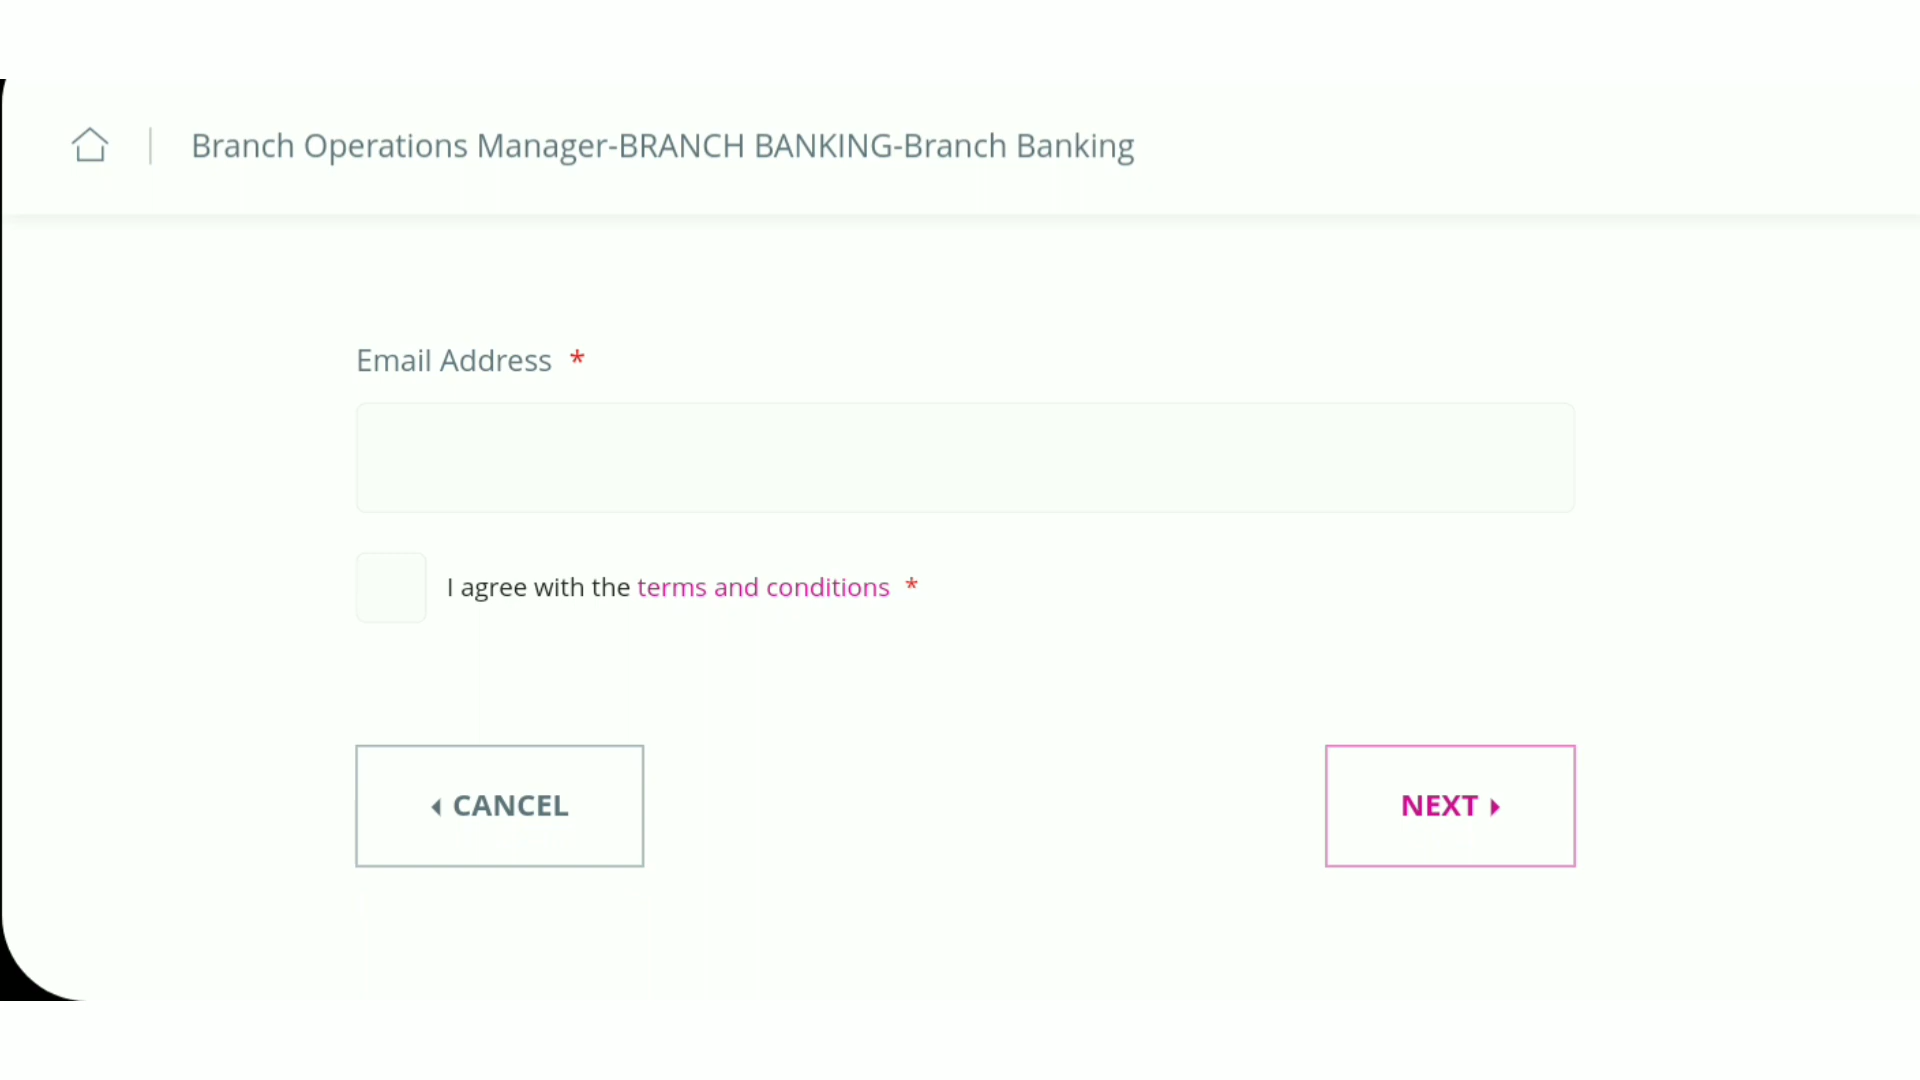 Branch Operations Manager-BRANCH BANKING-Branch Banking
Email Address *
I agree with the terms and conditions *
CANCEL
NEXT